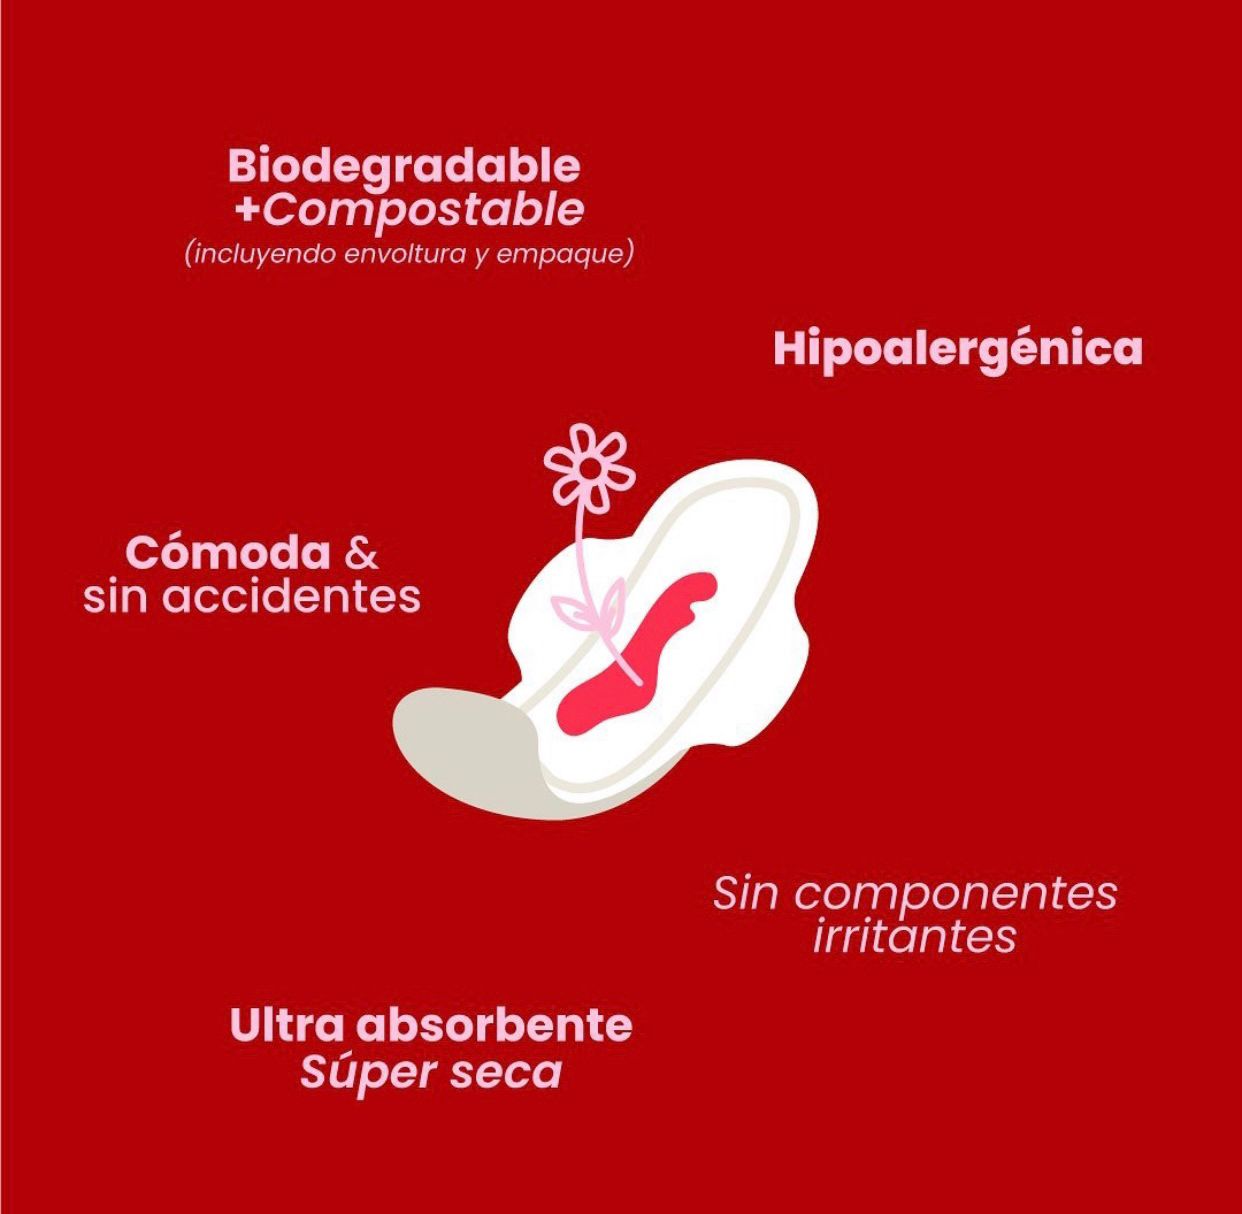 Biodegradable
+Compostable
(incluyendo envoltura y empaque)
Hipoalergénica
Cómoda &
sin accidentes
Sin componentes
irritantes
Ultra absorbente
Súper seca